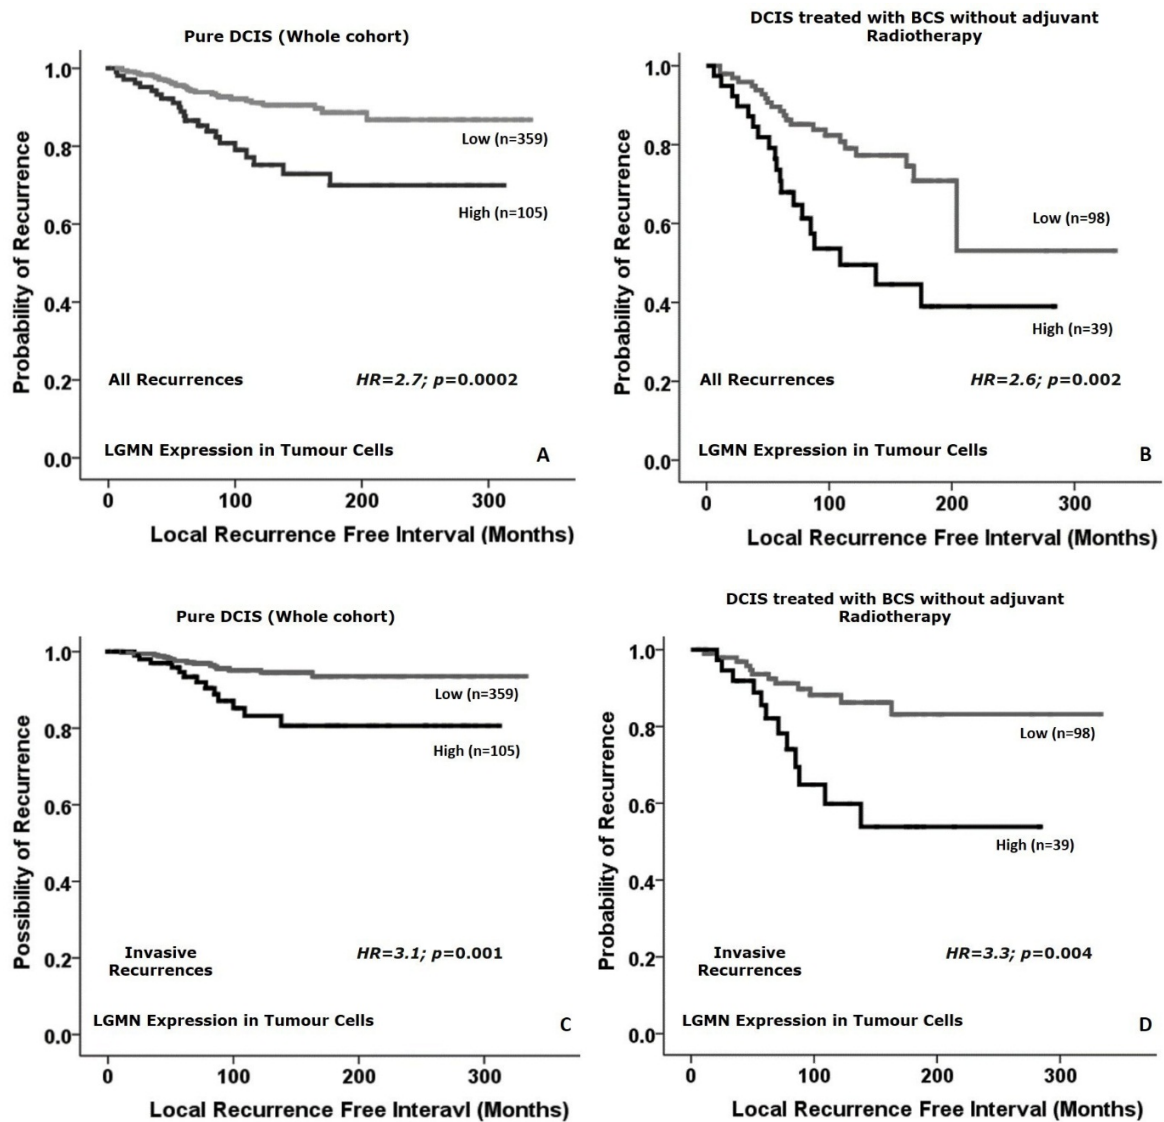 Pure DCIS (Whole cohort)
Probability of Recurrence
1.0
0.8
0.6
0.4
0.2
0.0
Low (n=359)
High (n=105)
All Recurrences
HR=2.7; p=0.0002
LGMN Expression in Tumour Cells
A
0 100 200 300
Local Recurrence Free Interval (Months)
DCIS treated with BCS without adjuvant
Radiotherapy
Probability of Recurrence
1.0
0.8
0.6
0.4
0.2
0.0
Low (n=98)
High (n=39)
All Recurrences
HR=2.6; p=0.002
LGMN Expression in Tumour Cells
B
0 100 200 300
Local Recurrence Free Interval (Months)
Pure DCIS (Whole cohort)
Possibility of Recurrence
1.0
0.8
0.6
0.4
0.2
0.0
Low (n=359)
High (n=105)
Invasive
Recurrences
HR=3.1; p=0.001
LGMN Expression in Tumour Cells
C
0 100 200 300
Local Recurrence Free Interavl (Months)
DCIS treated with BCS without adjuvant
Radiotherapy
Probability of Recurrence
1.0
0.8
0.6
0.4
0.2
0.0
Low (n=98)
High (n=39)
Invasive
Recurrences
HR=3.3; p=0.004
LGMN Expression in Tumour Cells
D
0 100 200 300
Local Recurrence Free Interval (Months)